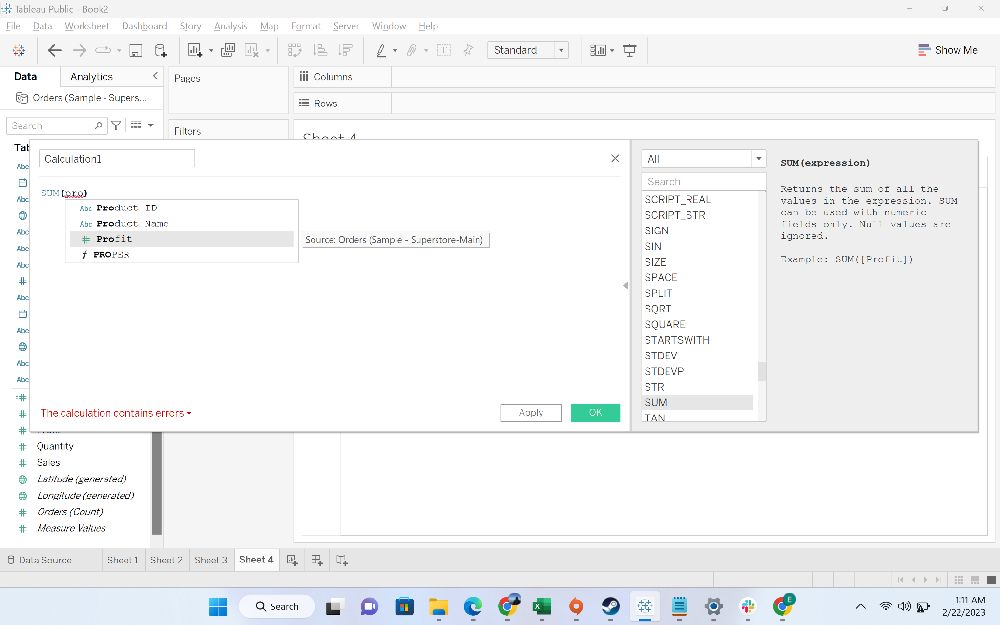 Tableau Public - Book2
File Data Worksheet Dashboard Story Analysis Map Format Server Window Help
Standard
Show Me
Data
Analytics
Pages
Columns
Orders (Sample - Supers...
Rows
Search
Filters
Sheet 4
Tab
Calculation1
All
SUM(expression)
Abc
Search
Returns the sum of all the
values in the expression. SUM
can be used with numeric
fields only. Null values are
ignored.
Example: SUM([Profit])
SUM(pro)
Abc Product ID
Abc Product Name
# Profit
Source: Orders (Sample - Superstore-Main)
f PROPER
SCRIPT_REAL
SCRIPT_STR
SIGN
SIN
SIZE
SPACE
SPLIT
SQRT
SQUARE
STARTSWITH
STDEV
STDEVP
STR
SUM
TAN
Abc
Abc
Abc
Abc
#
Abc
Abc
Abc
Abc
=#
#
The calculation contains errors
Apply
OK
#
# Quantity
# Sales
Latitude (generated)
Longitude (generated)
# Orders (Count)
# Measure Values
Data Source
Sheet 1
Sheet 2
Sheet 3
Sheet 4
Search
E
1:11 AM
2/22/2023